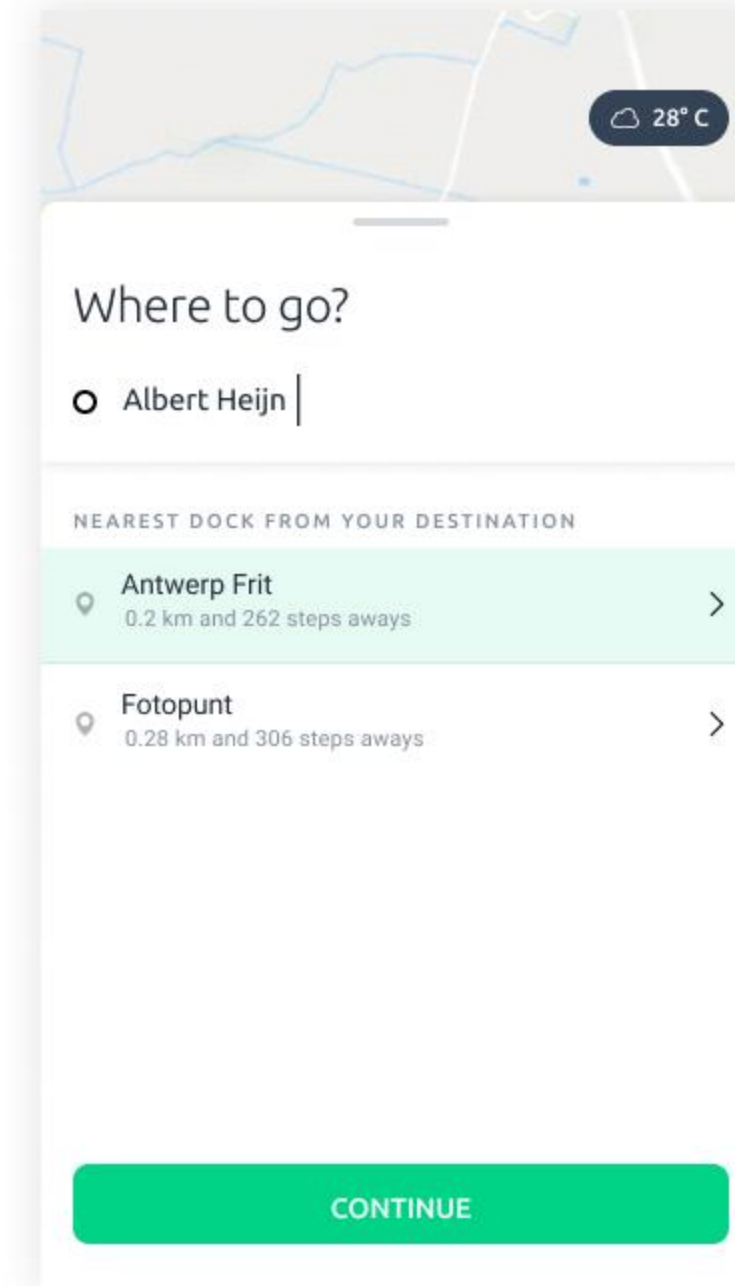 28° C
Where to go?
Albert Heijn
NEAREST DOCK FROM YOUR DESTINATION
Antwerp Frit
0.2 km and 262 steps aways
Fotopunt
0.28 km and 306 steps aways
CONTINUE